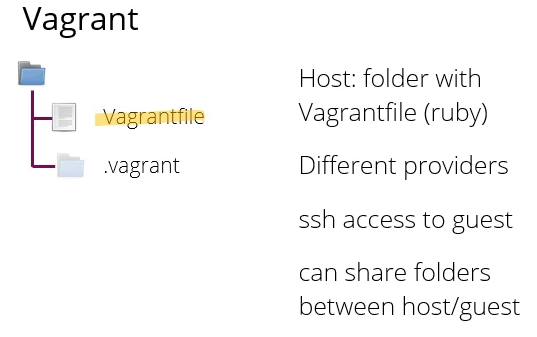 Vagrant
Vagrantfile
.vagrant
Host: folder with
Vagrantfile (ruby)
Different providers
ssh access to guest
can share folders
between host/guest